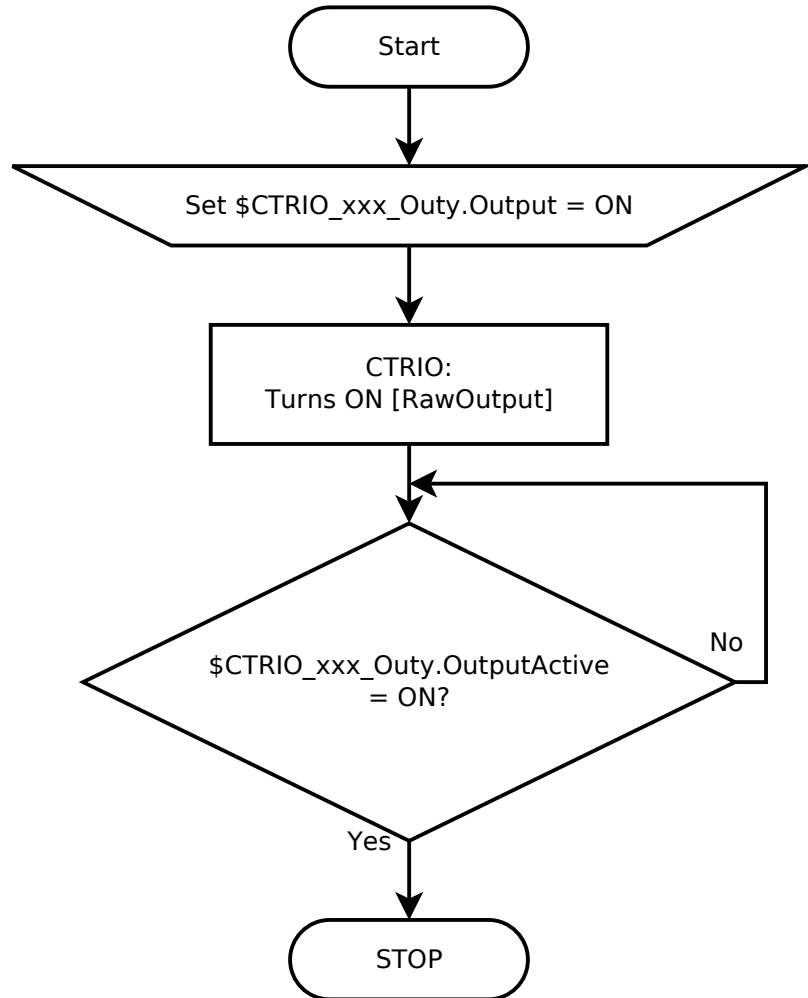 Start
Set $CTRIO_xxx_Outy.Output = ON
CTRIO:
Turns ON [RawOutput]
No
$CTRIO_xxx_Outy.OutputActive
= ON?
Yes
STOP